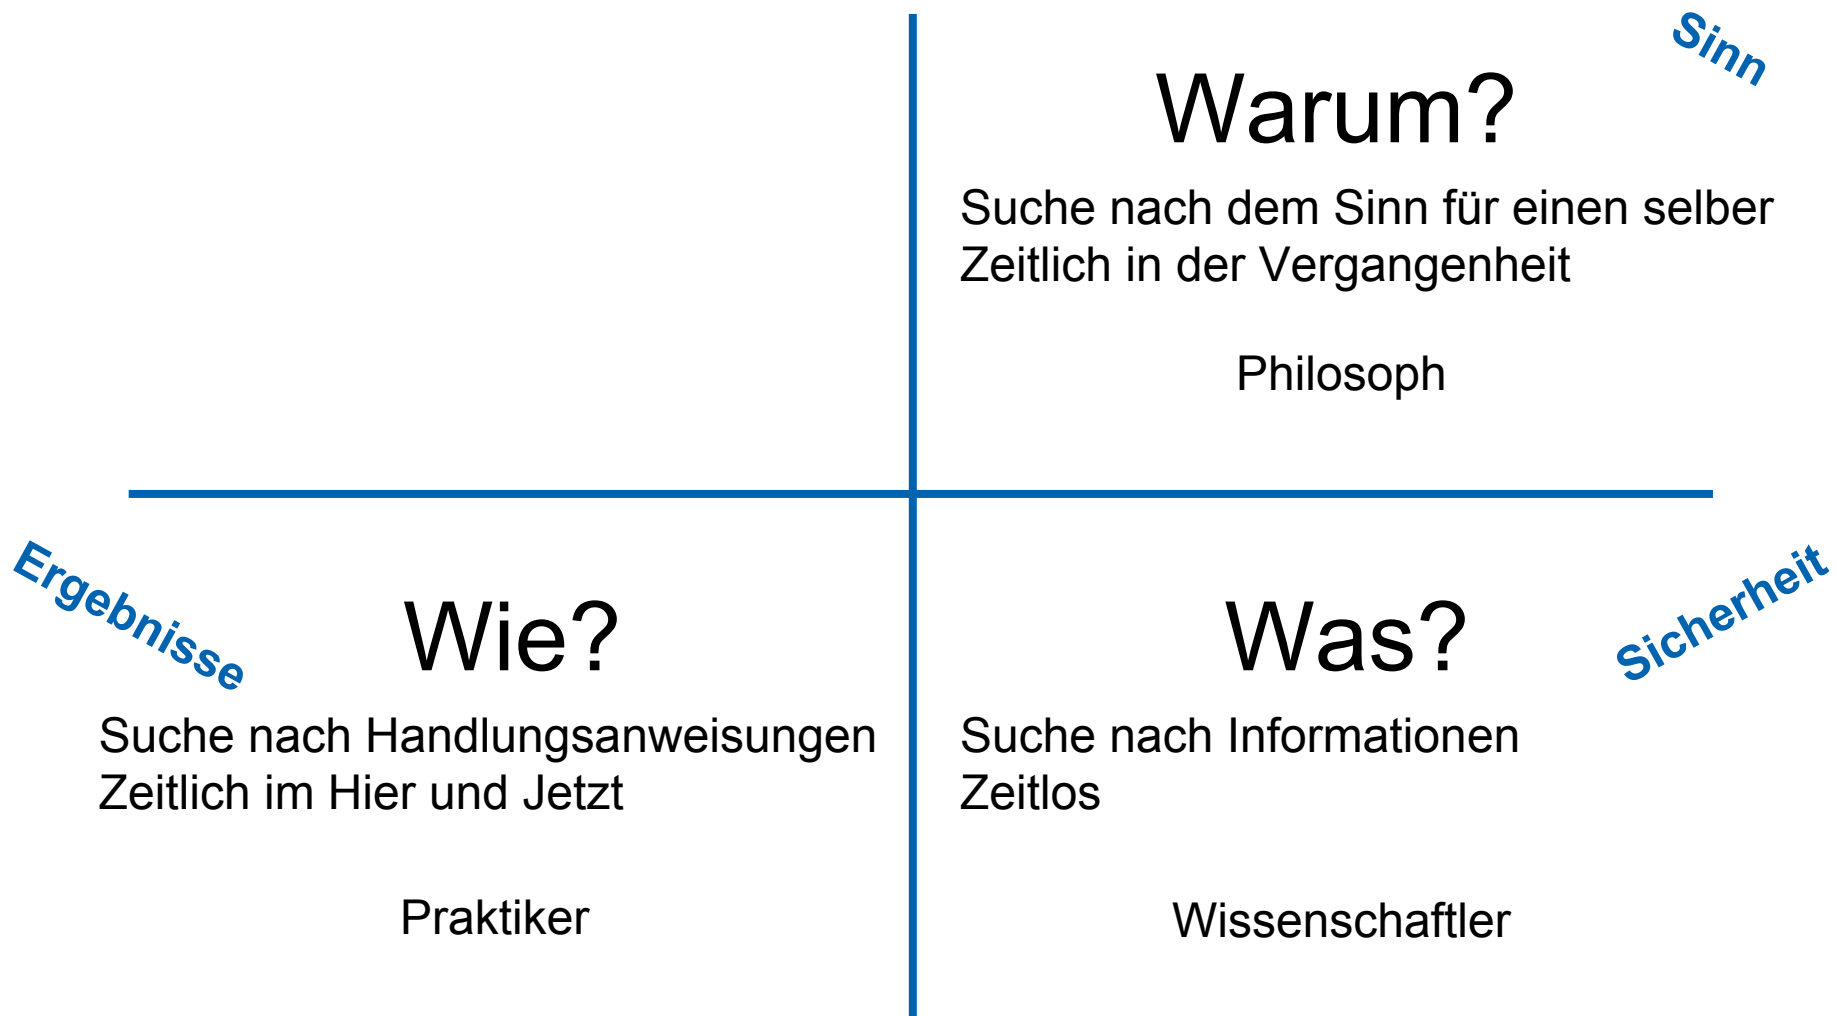 Sinn
Warum?
Suche nach dem Sinn für einen selber
Zeitlich in der Vergangenheit
Philosoph
Ergebnisse
Wie?
Suche nach Handlungsanweisungen
Zeitlich im Hier und Jetzt
Praktiker
Sicherheit
Was?
Suche nach Informationen
Zeitlos
Wissenschaftler